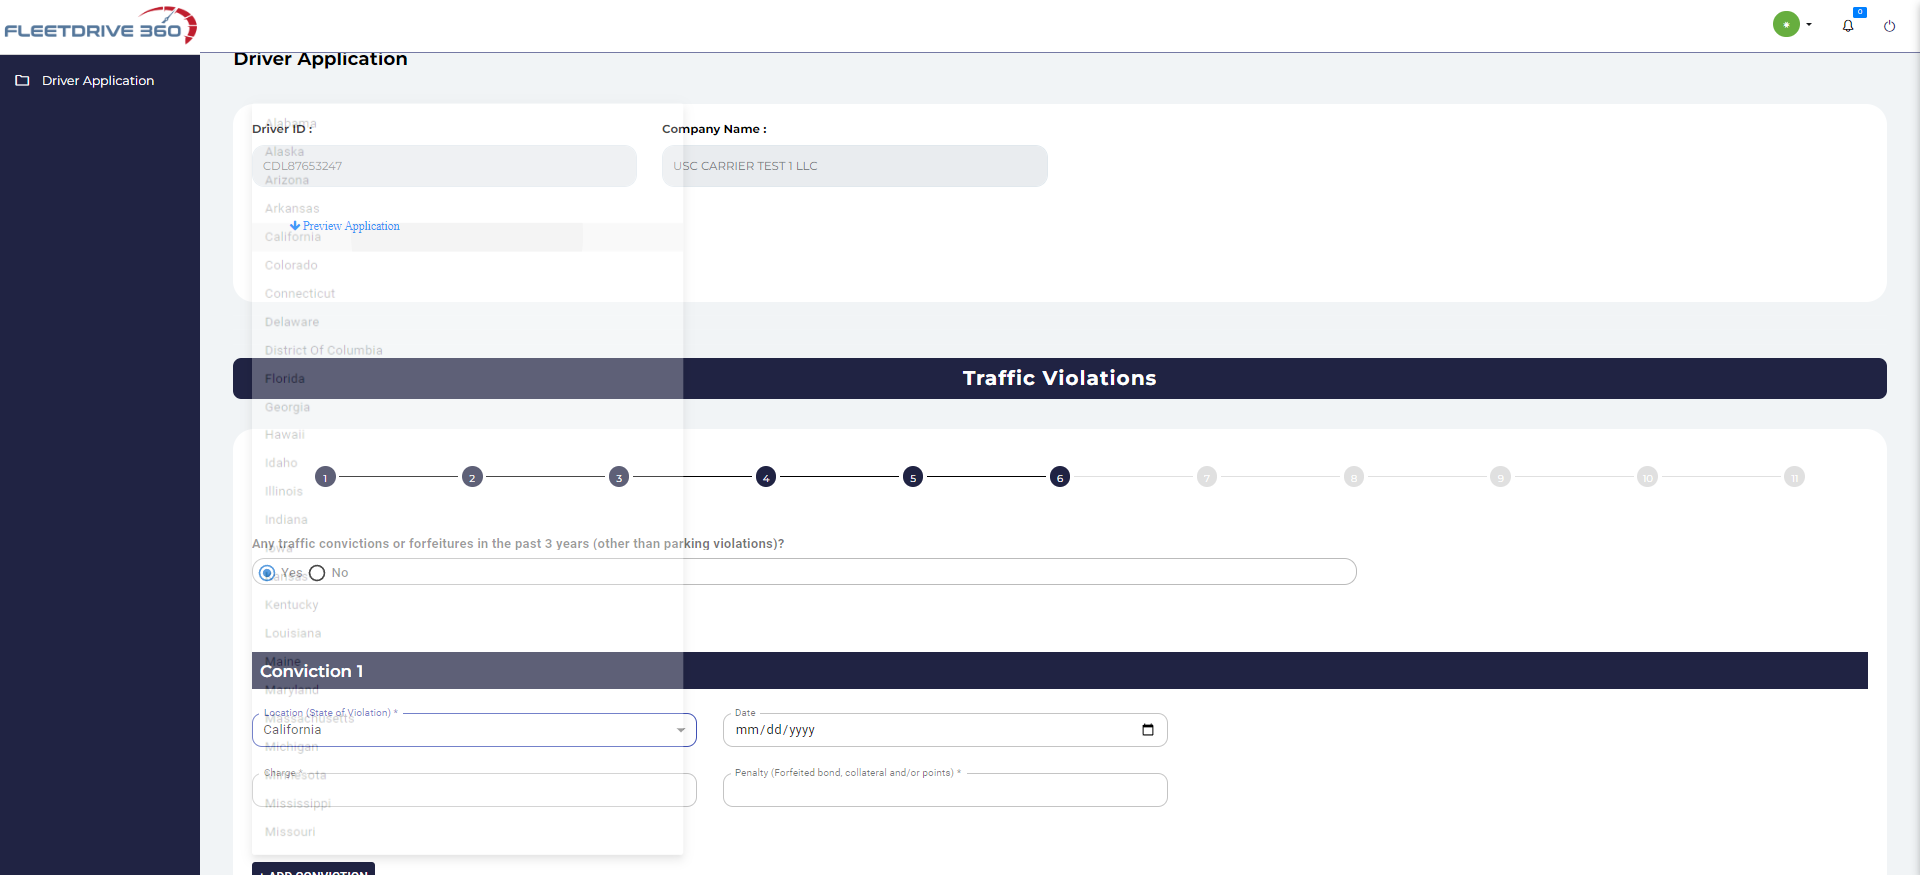 FLEETDRIVE 360
0
Driver Application
Driver Application
Driver ID :
Company Name :
CDL87653247
USC CARRIER TEST 1 LLC
Preview Application
Alabama
Alaska
Arizona
Arkansas
California
Colorado
Connecticut
Delaware
District Of Columbia
Florida
Georgia
Hawaii
Idaho
Illinois
Indiana
Iowa
Kansas
Kentucky
Louisiana
Maine
Maryland
Massachusetts
Michigan
Minnesota
Mississippi
Missouri
Traffic Violations
1 2 3 4 5 6 7 8 9 10 11
Any traffic convictions or forfeitures in the past 3 years (other than parking violations)?
Yes No
Conviction 1
Location (State of Violation) *
California
Date
mm/dd/yyyy
Charge *
Penalty (Forfeited bond, collateral and/or points) *
+ ADD CONVICTION